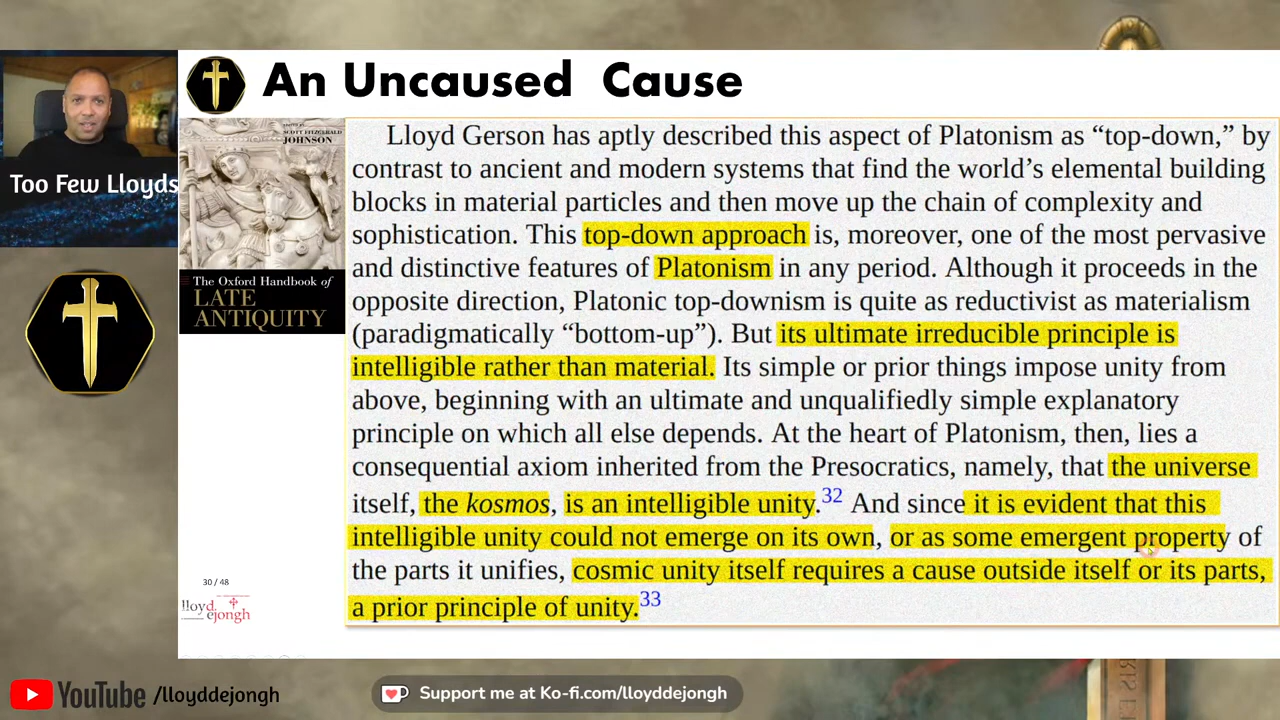 An Uncaused Cause
EDITED BY
SCOTT FITZGERALD
JOHNSON
The Oxford Handbook of
LATE
ANTIQUITY
Too Few Lloyds
Lloyd Gerson has aptly described this aspect of Platonism as “top-down,” by
contrast to ancient and modern systems that find the world’s elemental building
blocks in material particles and then move up the chain of complexity and
sophistication. This top-down approach is, moreover, one of the most pervasive
and distinctive features of Platonism in any period. Although it proceeds in the
opposite direction, Platonic top-downism is quite as reductivist as materialism
(paradigmatically “bottom-up”). But its ultimate irreducible principle is
intelligible rather than material. Its simple or prior things impose unity from
above, beginning with an ultimate and unqualifiedly simple explanatory
principle on which all else depends. At the heart of Platonism, then, lies a
consequential axiom inherited from the Presocratics, namely, that the universe
itself, the kosmos, is an intelligible unity.32 And since it is evident that this
intelligible unity could not emerge on its own, or as some emergent property of
the parts it unifies, cosmic unity itself requires a cause outside itself or its parts,
a prior principle of unity.33
30 / 48
lloyd
ejongh
YouTube /lloyddejongh
Support me at Ko-fi.com/lloyddejongh